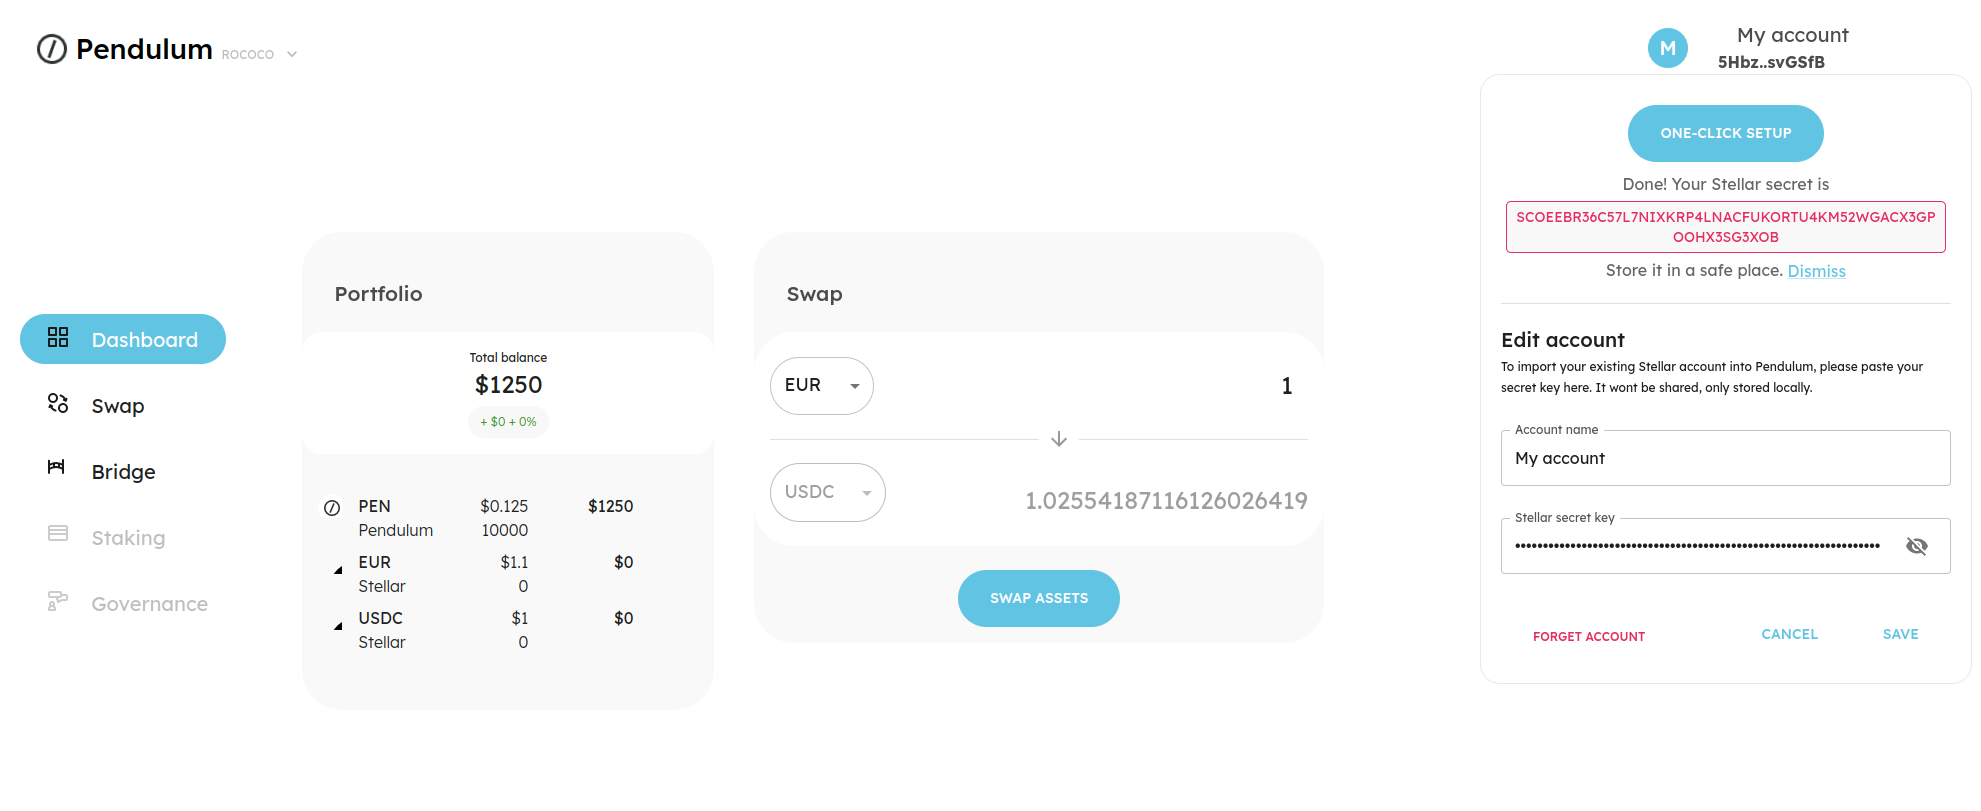 Pendulum ROCOCO
M
My account
5Hbz..svGSfB
Dashboard
Swap
Bridge
Staking
Governance
Portfolio
Total balance
$1250
+ $0 + 0%
PEN $0.125 $1250
Pendulum 10000
EUR $1.1 $0
Stellar 0
USDC $1 $0
Stellar 0
Swap
EUR 1
USDC 1.02554187116126026419
SWAP ASSETS
ONE-CLICK SETUP
Done! Your Stellar secret is
SCOEEBR36C57L7NIXKRP4LNACFUKORTU4KM52WGACX3GP
OOHX3SG3XOB
Store it in a safe place. Dismiss
Edit account
To import your existing Stellar account into Pendulum, please paste your
secret key here. It wont be shared, only stored locally.
Account name
My account
Stellar secret key
FORGET ACCOUNT CANCEL SAVE